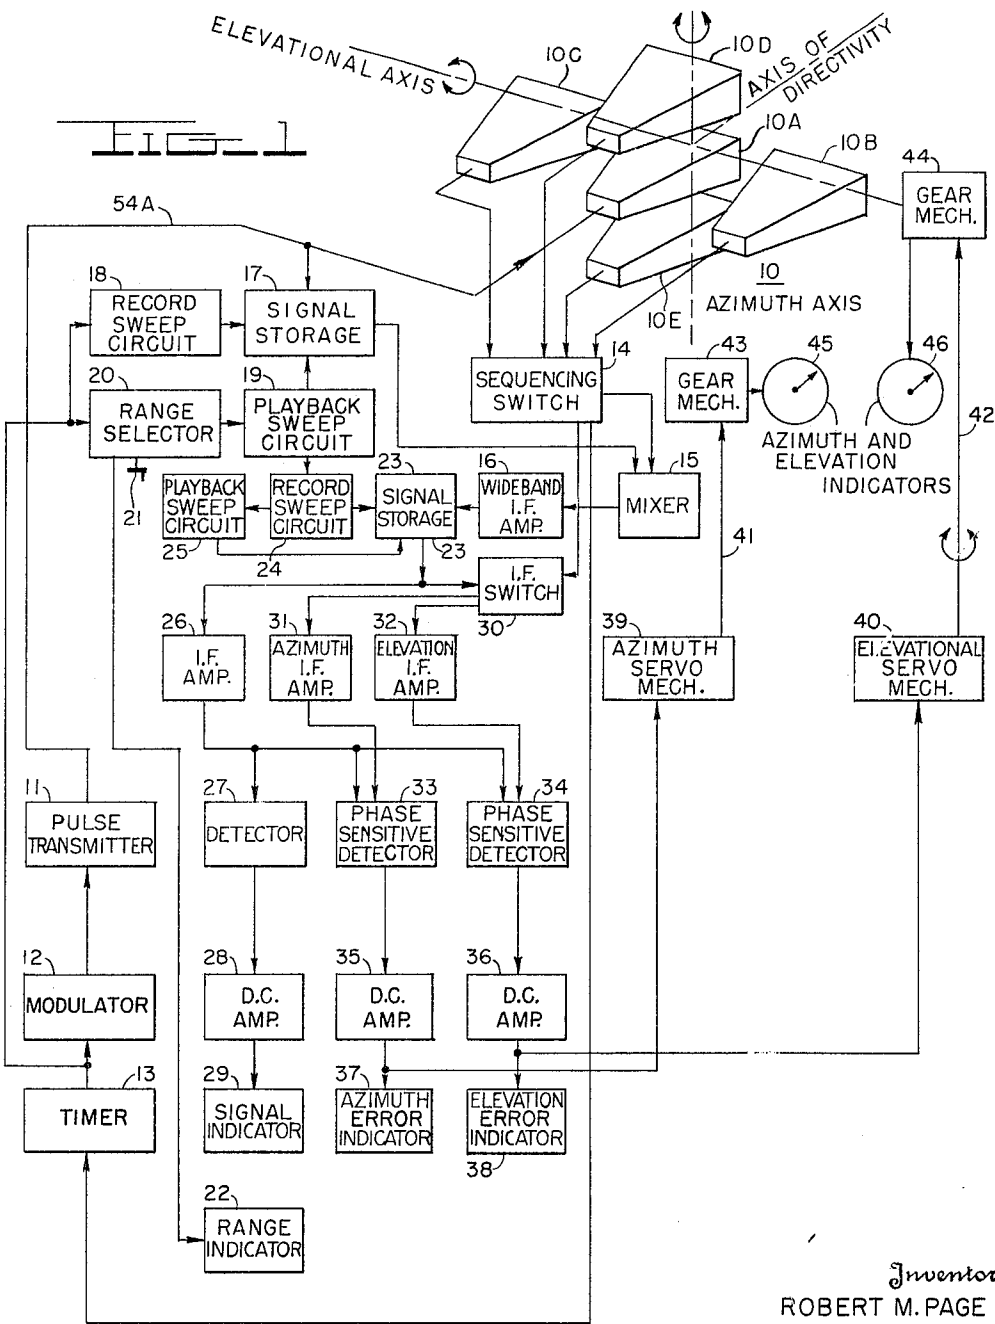 ELEVATIONAL AXIS
10C
10D
AXIS OF
DIRECTIVITY
FIG_1
10A
10B
44
GEAR
MECH.
54A
10
AZIMUTH AXIS
10E
18
RECORD
SWEEP
CIRCUIT
17
SIGNAL
STORAGE
14
SEQUENCING
SWITCH
43
GEAR
MECH.
45
46
20
RANGE
SELECTOR
19
PLAYBACK
SWEEP
CIRCUIT
AZIMUTH AND
ELEVATION
INDICATORS
42
21
PLAYBACK
SWEEP
CIRCUIT
25
RECORD
SWEEP
CIRCUIT
24
23
SIGNAL
STORAGE
23
16
WIDEBAND
I.F.
AMP.
15
MIXER
41
I.F.
SWITCH
30
26
I.F.
AMP.
31
AZIMUTH
I.F.
AMP.
32
ELEVATION
I.F.
AMP.
39
AZIMUTH
SERVO
MECH.
40
ELEVATIONAL
SERVO
MECH.
11
PULSE
TRANSMITTER
27
DETECTOR
33
PHASE
SENSITIVE
DETECTOR
34
PHASE
SENSITIVE
DETECTOR
12
MODULATOR
28
D.C.
AMP.
35
D.C.
AMP.
36
D.C.
AMP.
13
TIMER
29
SIGNAL
INDICATOR
37
AZIMUTH
ERROR
INDICATOR
ELEVATION
ERROR
INDICATOR
38
22
RANGE
INDICATOR
Inventor
ROBERT M. PAGE